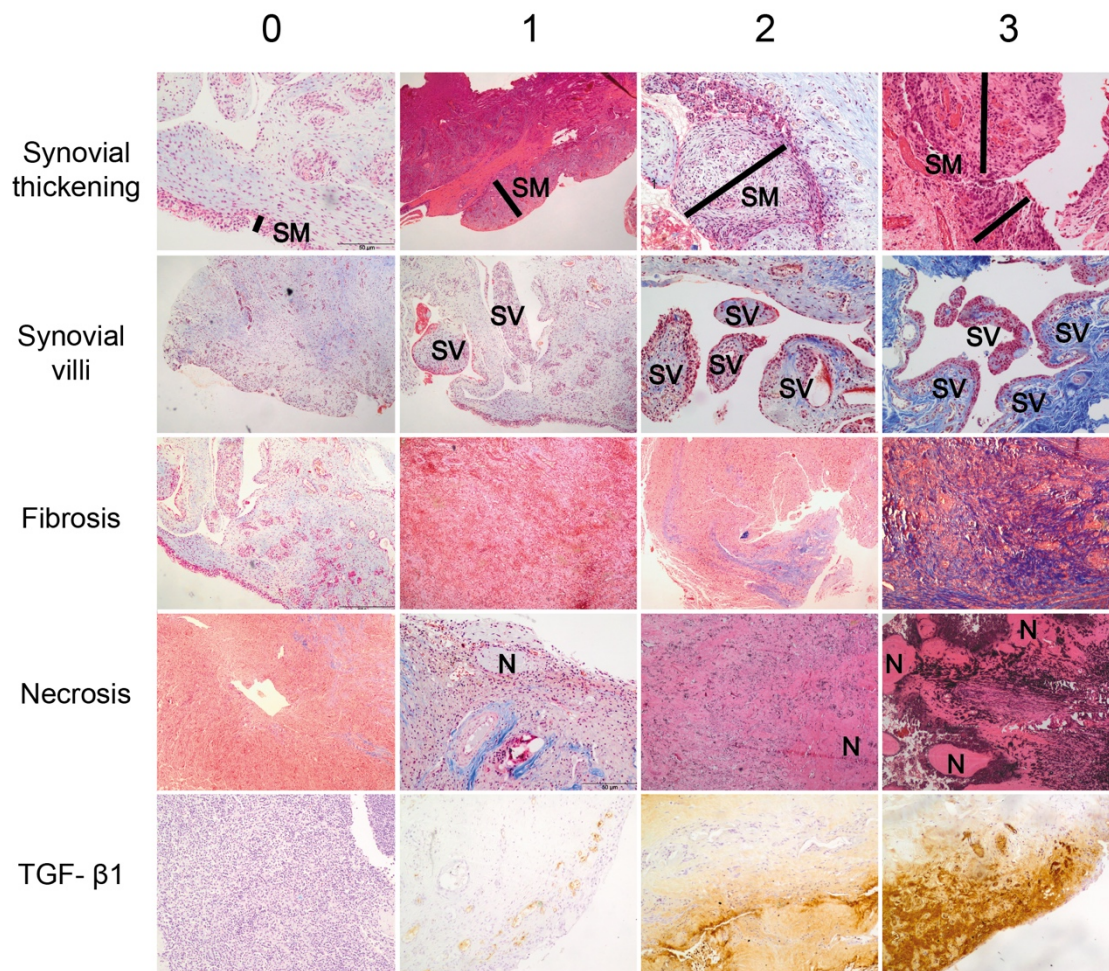 0 1 2 3
Synovial
thickening
SM
SM
SM
SM
Synovial
villi
SV
SV
SV
SV
SV
SV
SV
SV
SV
SV
Fibrosis
Necrosis
N
N
N
N
N
TGF- β1